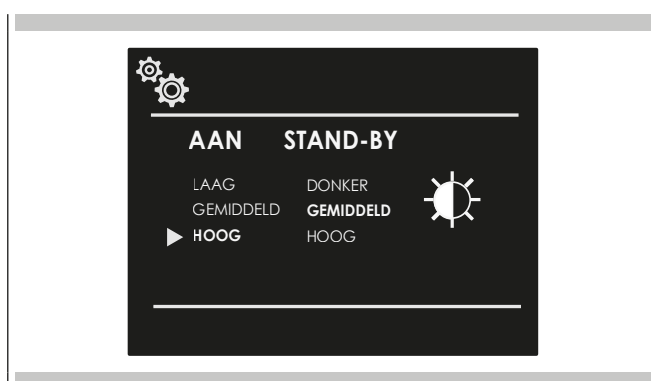 AAN STAND-BY
LAAG DONKER
GEMIDDELD GEMIDDELD
HOOG HOOG